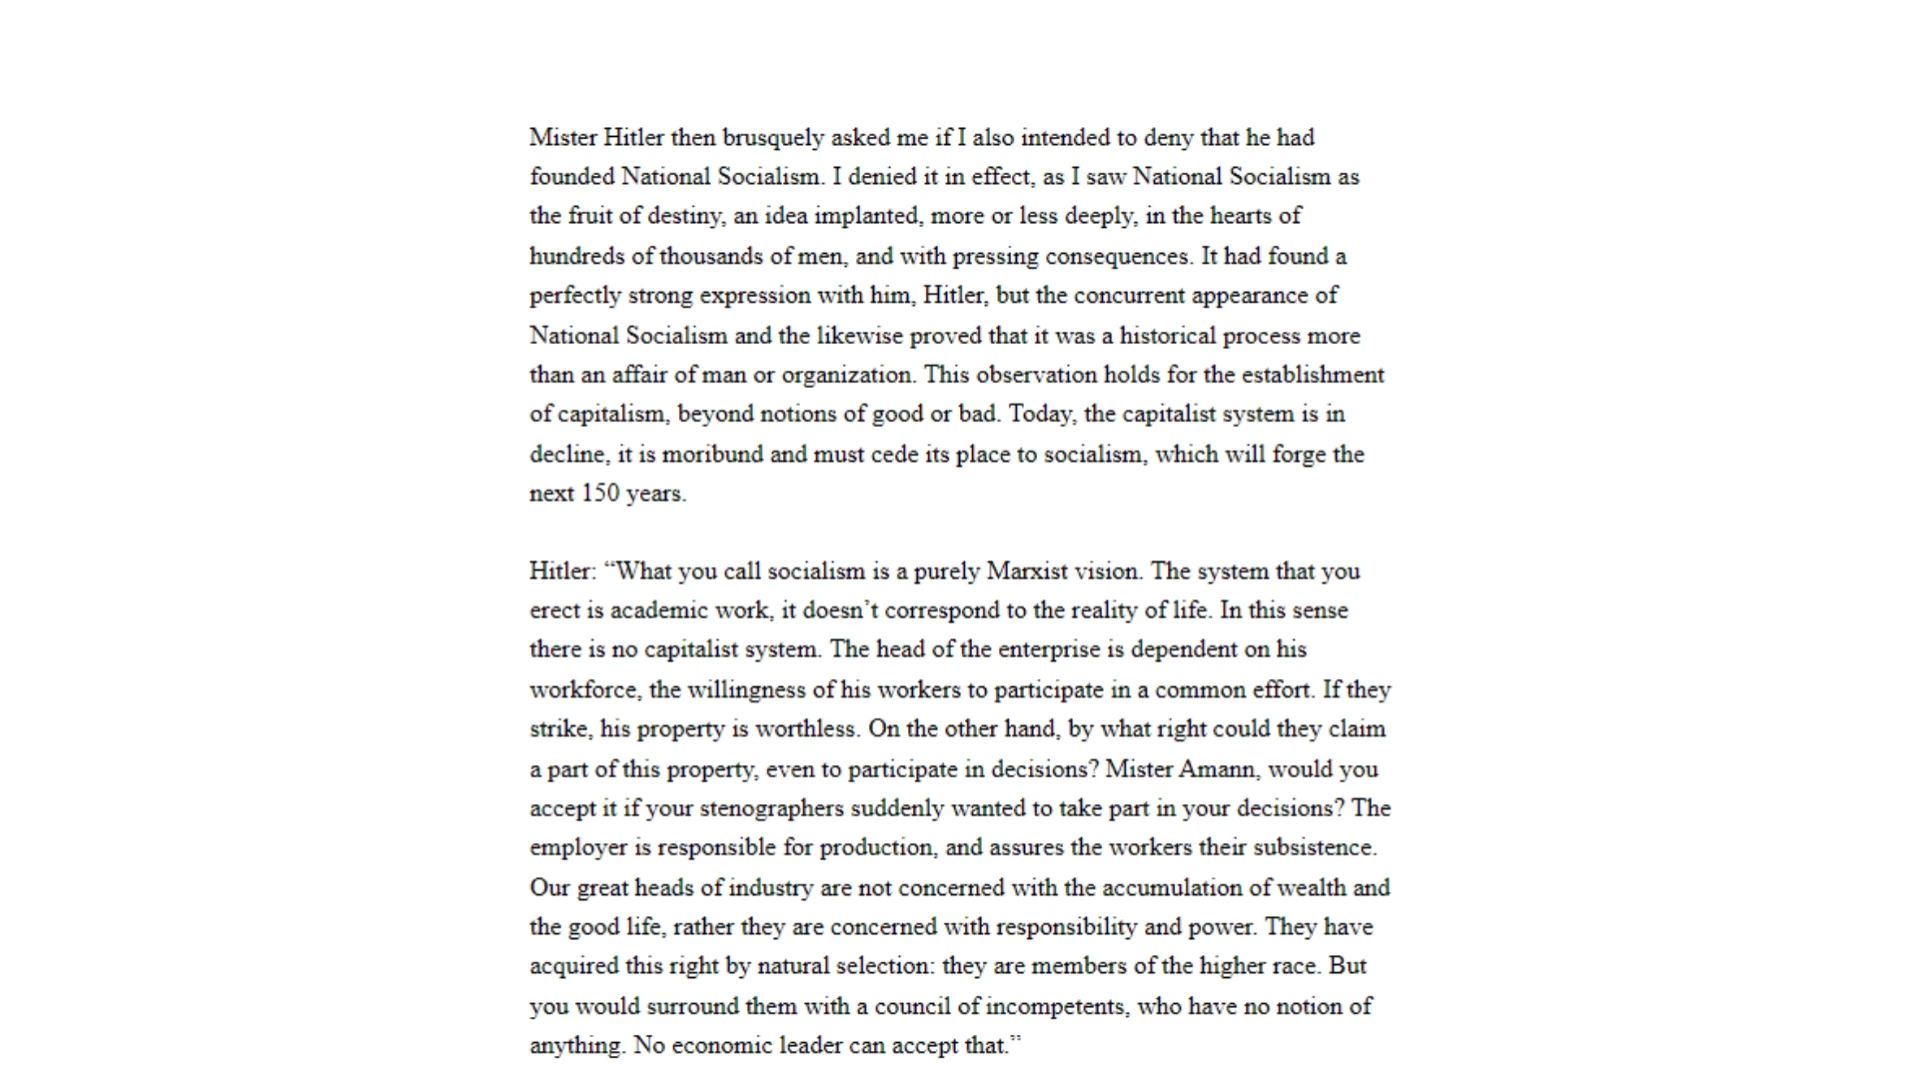 Mister Hitler then brusquely asked me if I also intended to deny that he had
founded National Socialism. I denied it in effect, as I saw National Socialism as
the fruit of destiny, an idea implanted, more or less deeply, in the hearts of
hundreds of thousands of men, and with pressing consequences. It had found a
perfectly strong expression with him, Hitler, but the concurrent appearance of
National Socialism and the likewise proved that it was a historical process more
than an affair of man or organization. This observation holds for the establishment
of capitalism, beyond notions of good or bad. Today, the capitalist system is in
decline, it is moribund and must cede its place to socialism, which will forge the
next 150 years.
Hitler: “What you call socialism is a purely Marxist vision. The system that you
erect is academic work, it doesn’t correspond to the reality of life. In this sense
there is no capitalist system. The head of the enterprise is dependent on his
workforce, the willingness of his workers to participate in a common effort. If they
strike, his property is worthless. On the other hand, by what right could they claim
a part of this property, even to participate in decisions? Mister Amann, would you
accept it if your stenographers suddenly wanted to take part in your decisions? The
employer is responsible for production, and assures the workers their subsistence.
Our great heads of industry are not concerned with the accumulation of wealth and
the good life, rather they are concerned with responsibility and power. They have
acquired this right by natural selection: they are members of the higher race. But
you would surround them with a council of incompetents, who have no notion of
anything. No economic leader can accept that.”